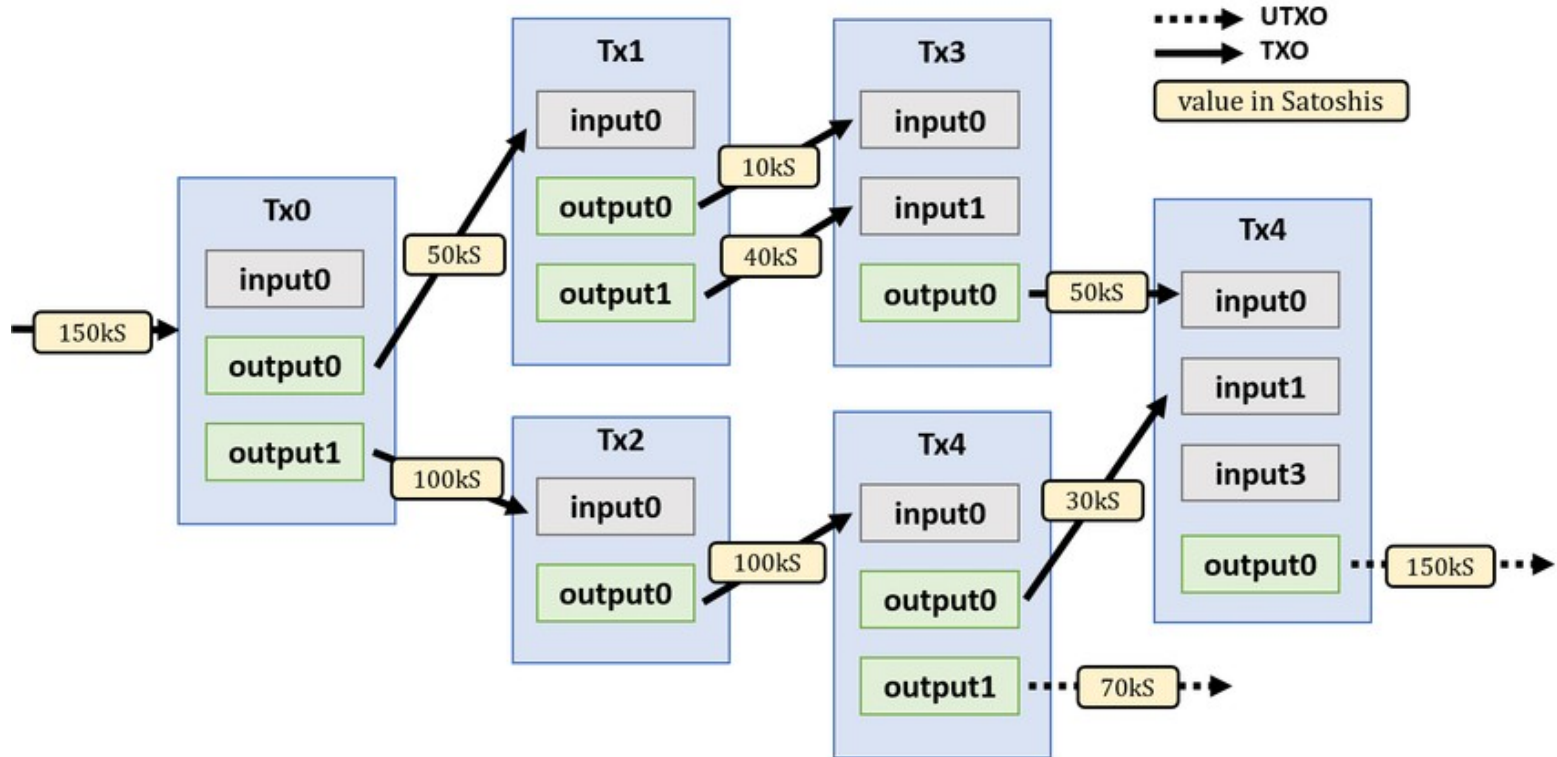 UTXO
TXO
value in Satoshis
150kS
Tx0
input0
output0
output1
50kS
100kS
Tx1
input0
output0
output1
10kS
40kS
Tx2
input0
output0
100kS
Tx3
input0
input1
output0
50kS
Tx4
input0
output0
output1
30kS
70kS
Tx4
input0
input1
input3
output0
150kS